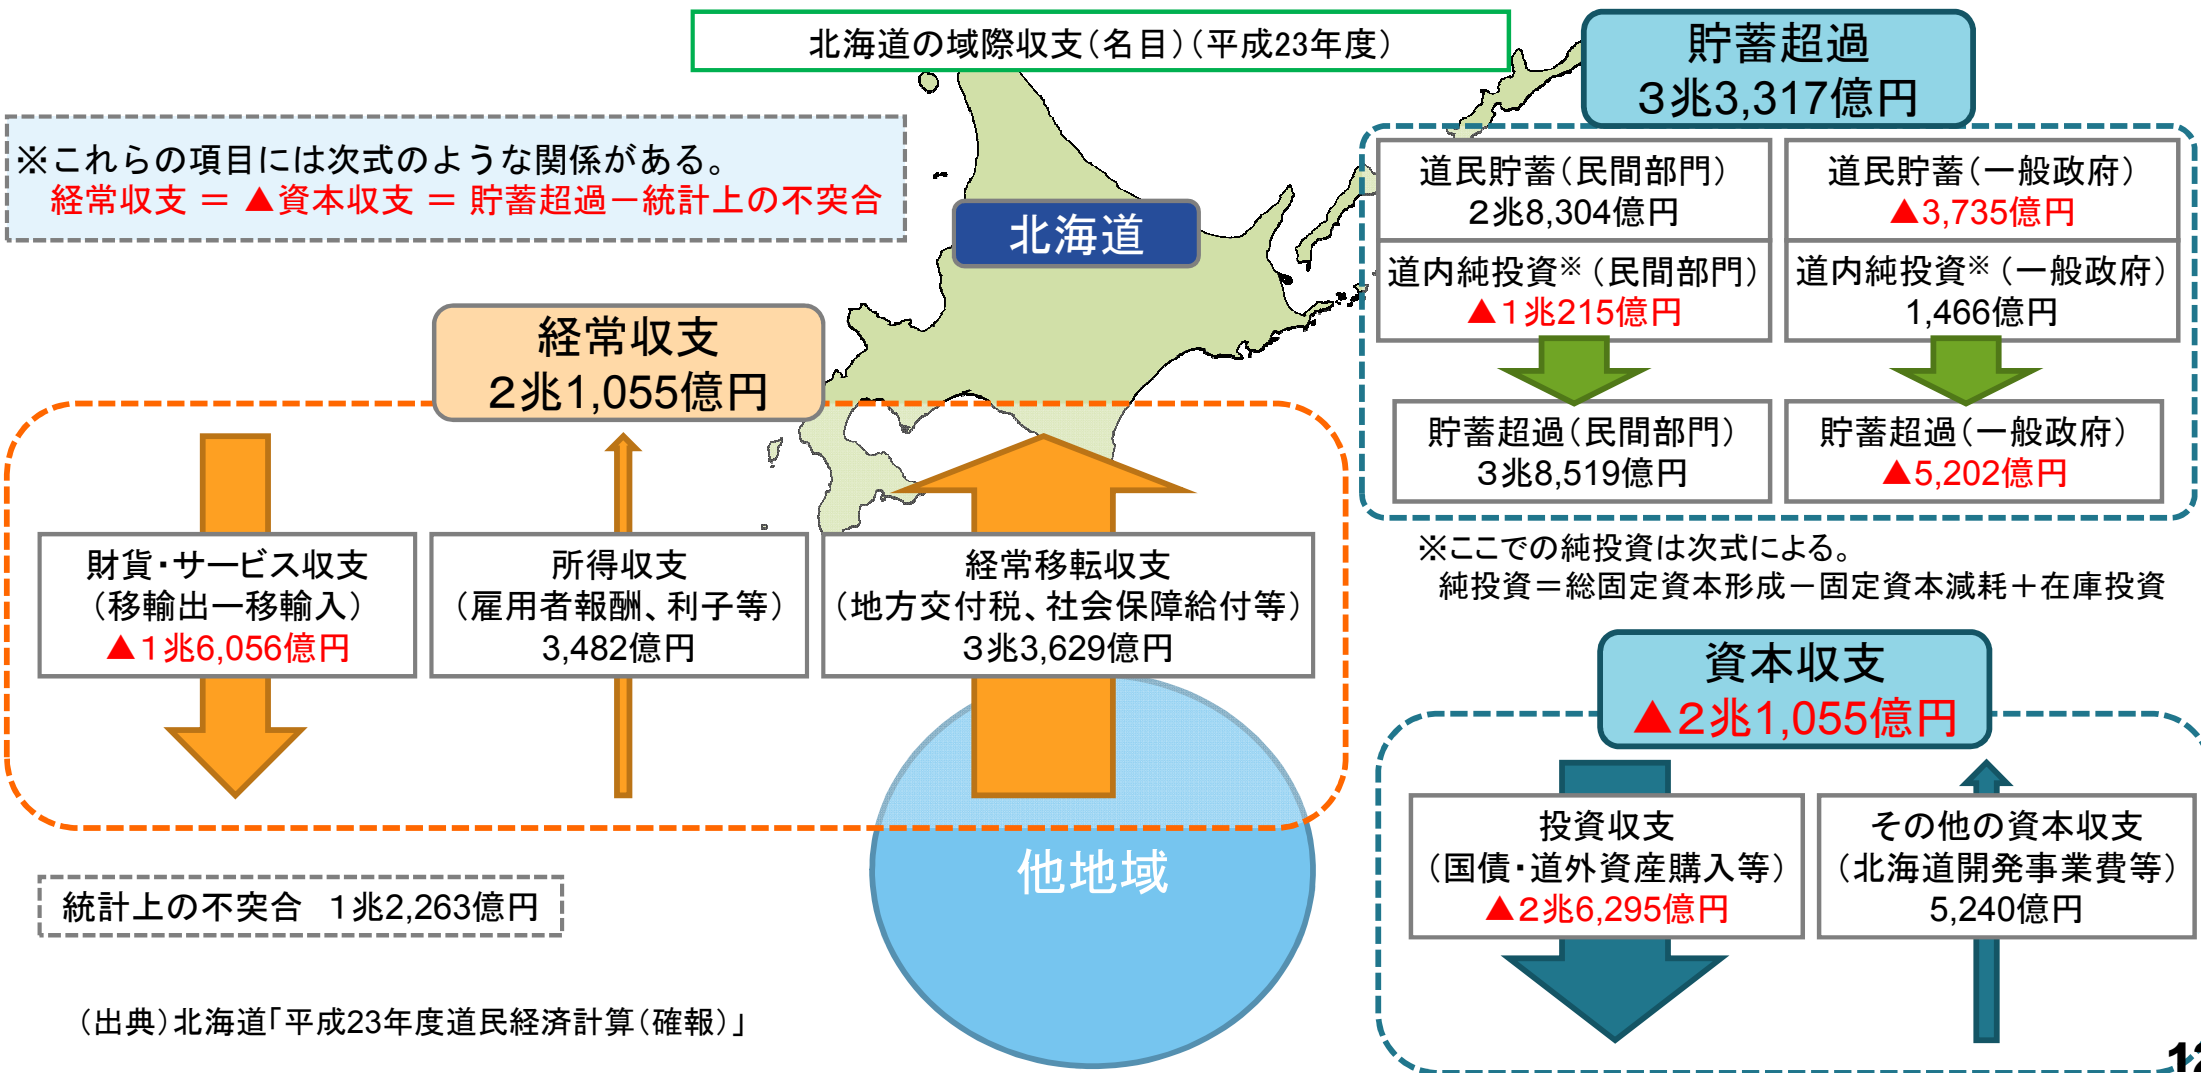 北海道の域際収支(名目)(平成23年度)
※これらの項目には次式のような関係がある。
経常収支 = ▲資本収支 = 貯蓄超過-統計上の不突合
北海道
貯蓄超過
3兆3,317億円
道民貯蓄(民間部門)
2兆8,304億円
道民貯蓄(一般政府)
▲3,735億円
道内純投資※(民間部門)
▲1兆215億円
道内純投資※(一般政府)
1,466億円
貯蓄超過(民間部門)
3兆8,519億円
貯蓄超過(一般政府)
▲5,202億円
※ここでの純投資は次式による。
純投資=総固定資本形成-固定資本減耗+在庫投資
経常収支
2兆1,055億円
財貨・サービス収支
(移輸出-移輸入)
▲1兆6,056億円
所得収支
(雇用者報酬、利子等)
3,482億円
経常移転収支
(地方交付税、社会保障給付等)
3兆3,629億円
資本収支
▲2兆1,055億円
投資収支
(国債・道外資産購入等)
▲2兆6,295億円
その他の資本収支
(北海道開発事業費等)
5,240億円
他地域
統計上の不突合 1兆2,263億円
(出典)北海道「平成23年度道民経済計算(確報)」